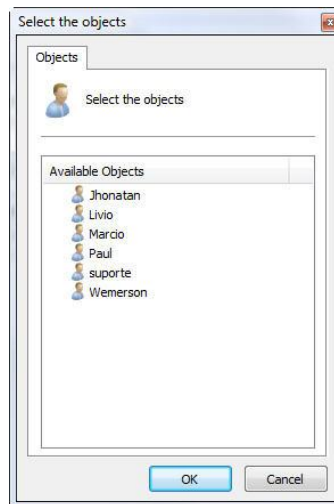 Select the objects
Objects
Select the objects
Available Objects
Jhonatan
Livio
Marcio
Paul
suporte
Wemerson
OK
Cancel